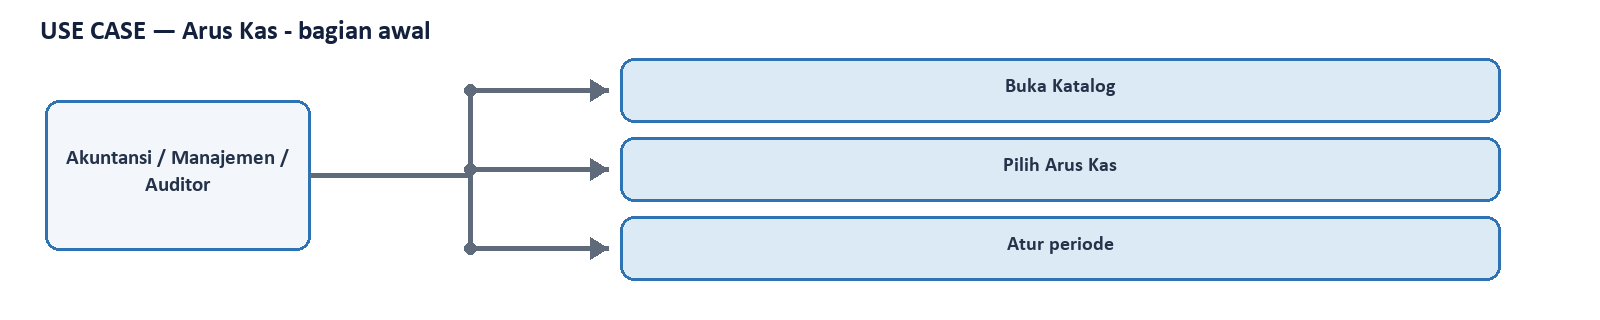 USE CASE — Arus Kas - bagian awal
Akuntansi / Manajemen /
Auditor
Buka Katalog
Pilih Arus Kas
Atur periode